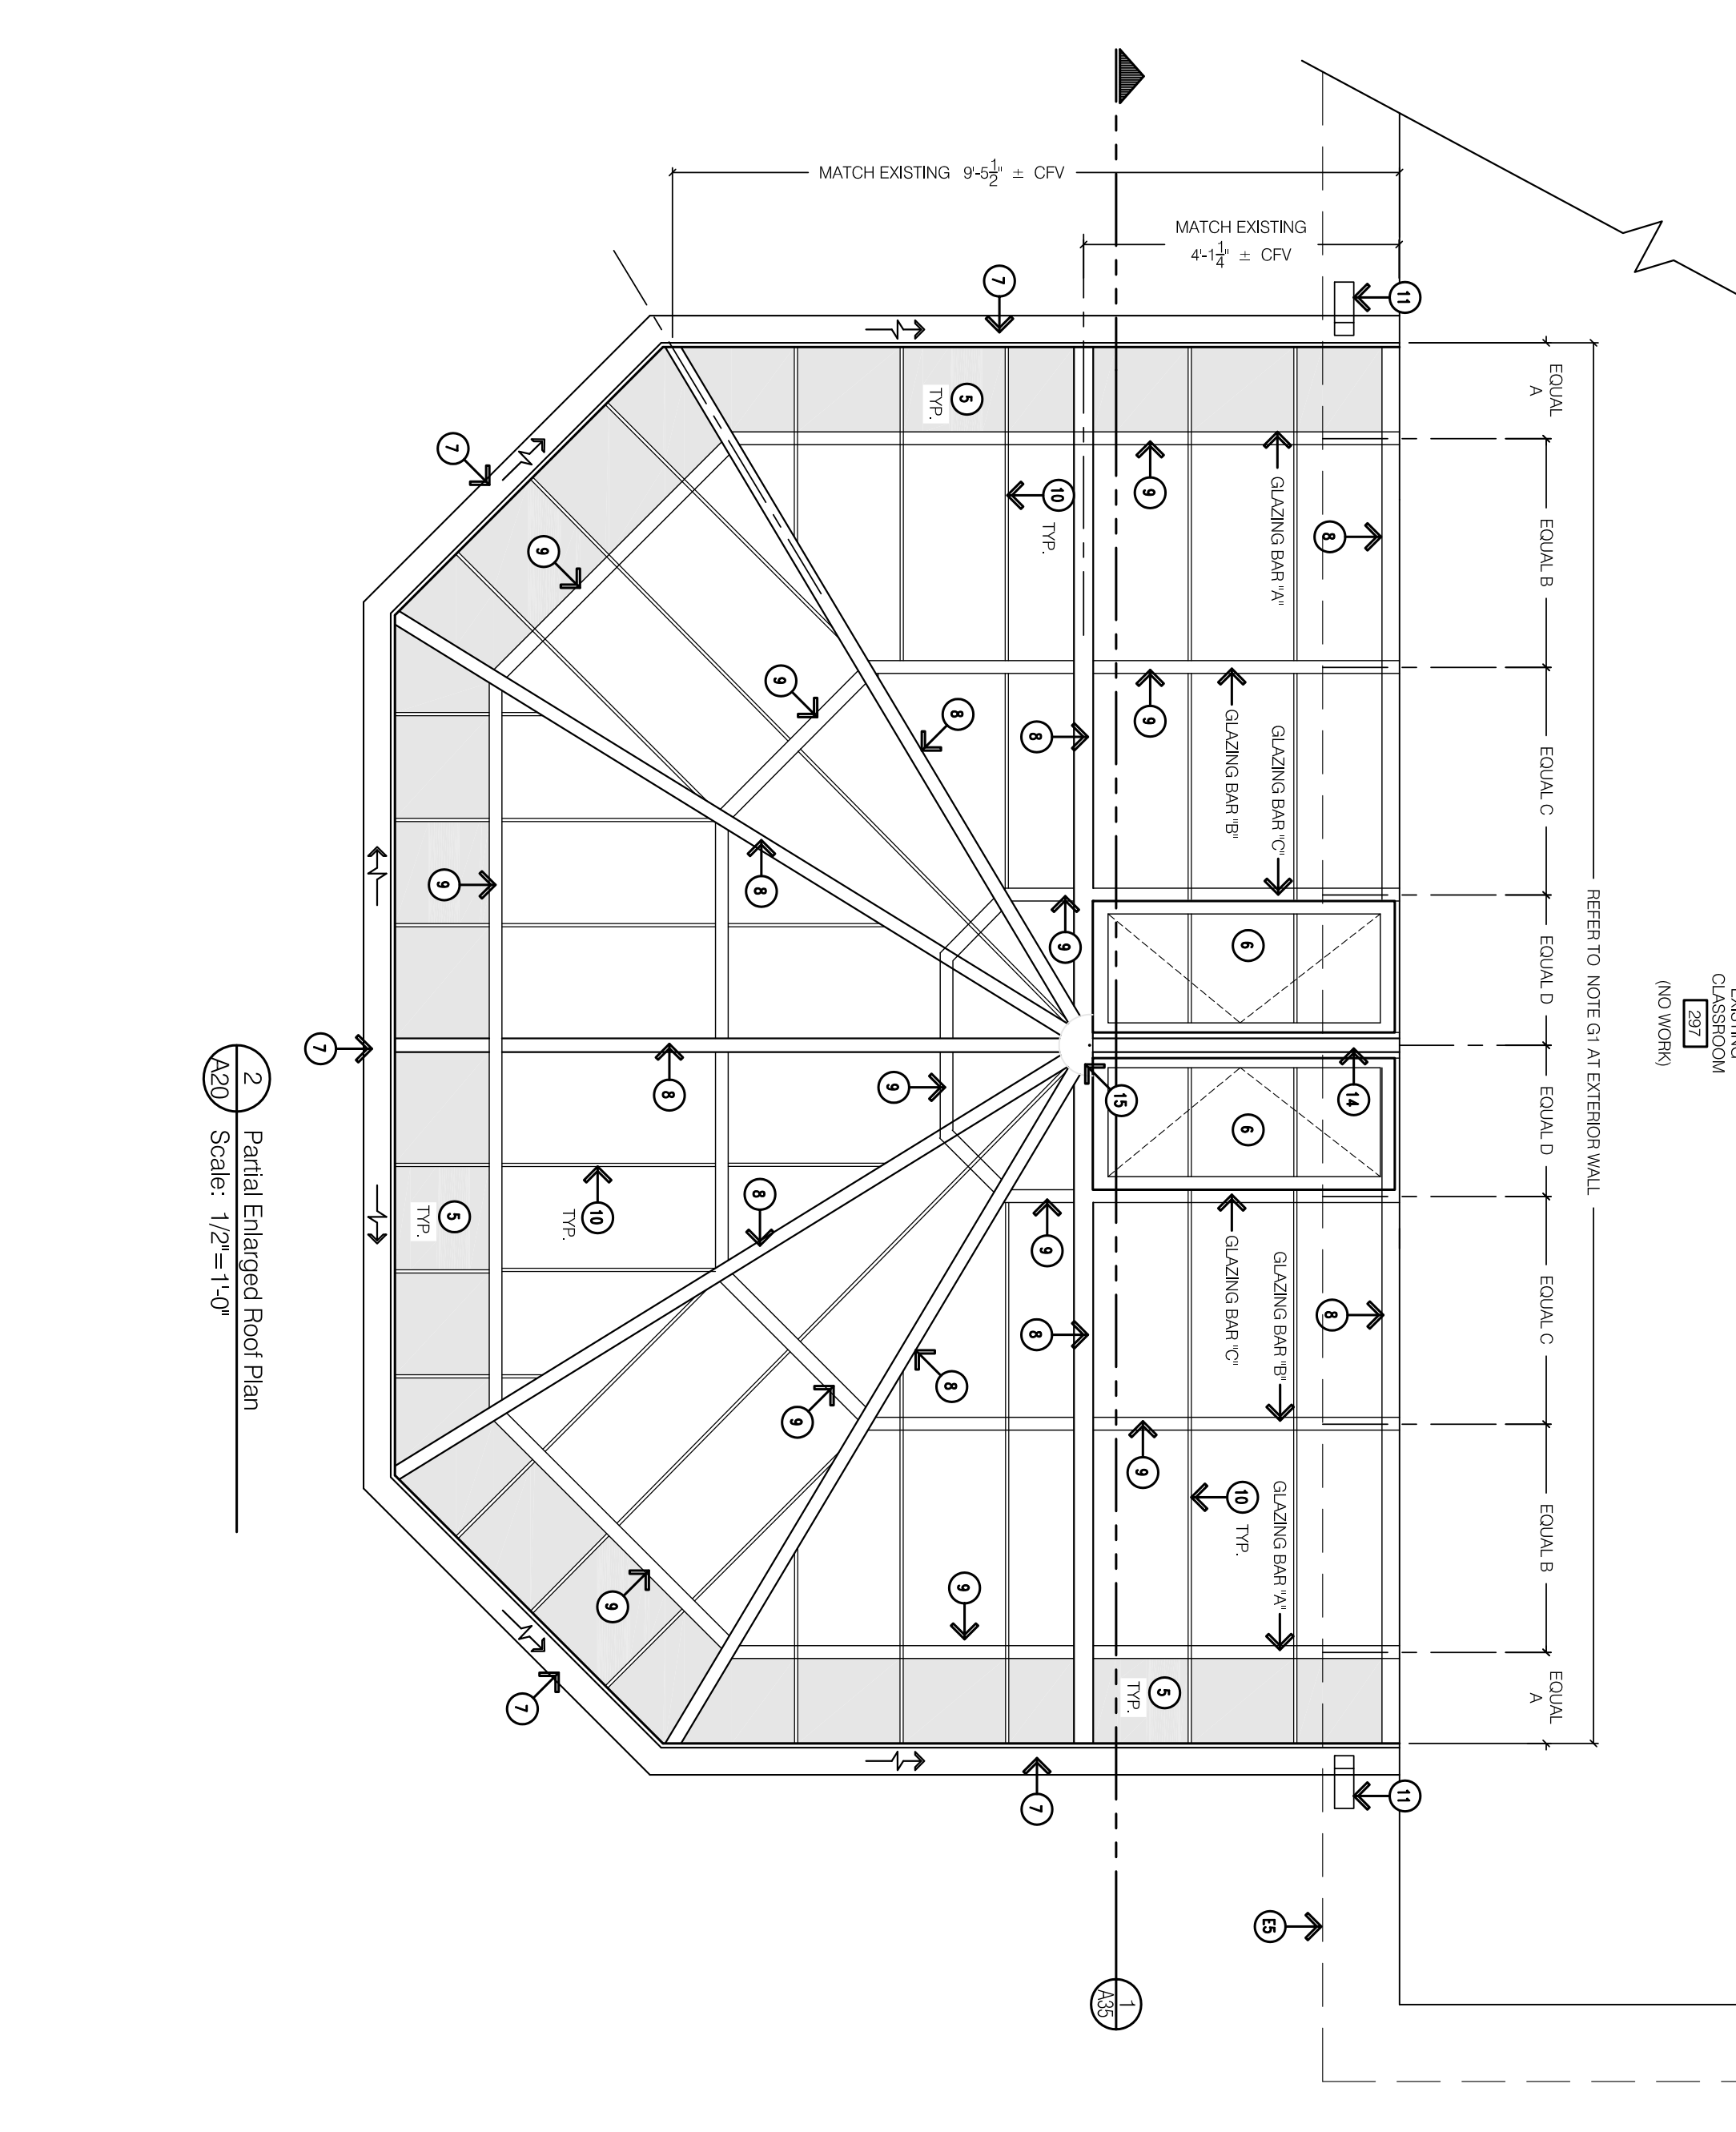 EXISTING
CLASSROOM
297
(NO WORK)
REFER TO NOTE G1 AT EXTERIOR WALL
EQUAL
A
EQUAL B
EQUAL C
EQUAL D
EQUAL D
EQUAL C
EQUAL B
EQUAL
A
MATCH EXISTING 9'-5 1/2" ± CFV
MATCH EXISTING
4'-1 1/4" ± CFV
11
11
8
8
GLAZING BAR "A"
GLAZING BAR "B"
GLAZING BAR "C"
GLAZING BAR "C"
GLAZING BAR "B"
GLAZING BAR "A"
14
6
6
E5
10
TYP.
9
9
9
5
TYP.
15
1
A35
10
TYP.
9
9
8
8
7
7
5
TYP.
8
8
9
9
9
9
8
8
8
10
TYP.
9
9
9
7
7
5
TYP.
7
2
A20
Partial Enlarged Roof Plan
Scale: 1/2"=1'-0"